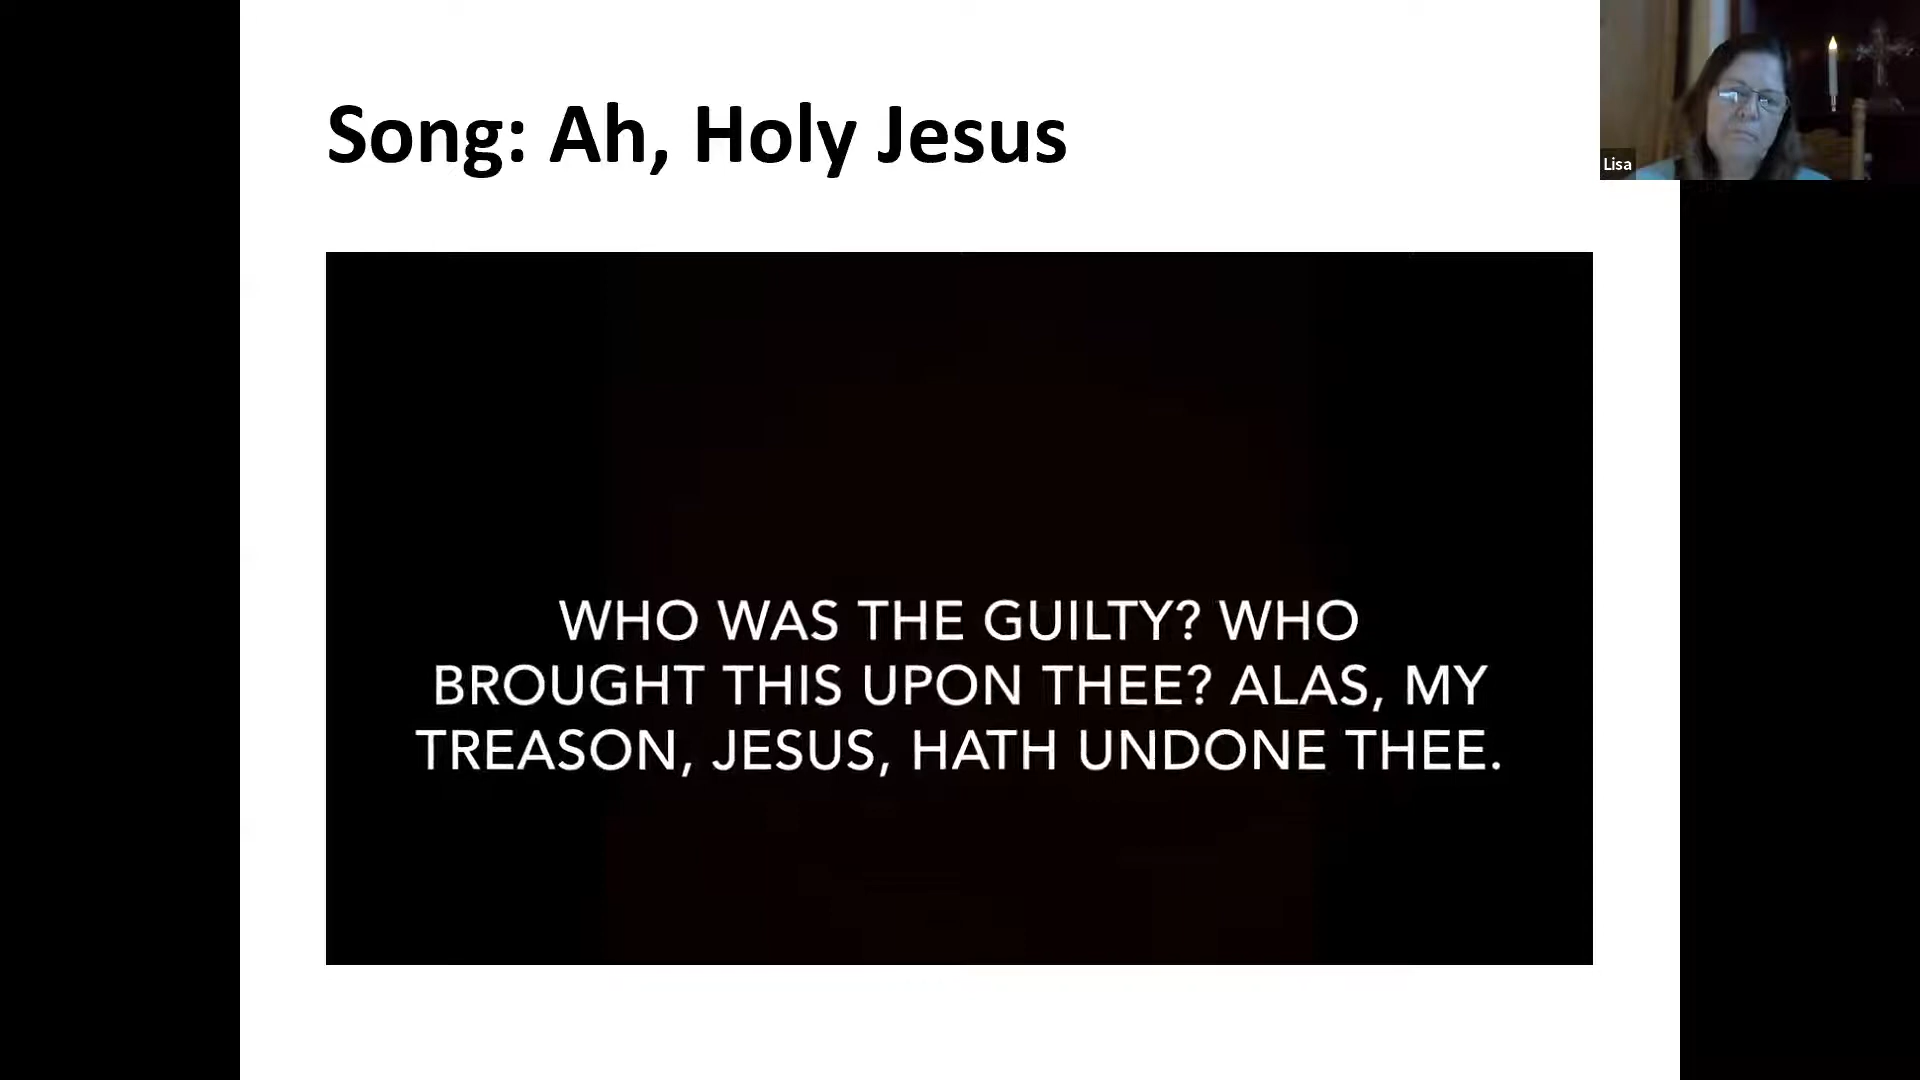 Song: Ah, Holy Jesus
Lisa
WHO WAS THE GUILTY? WHO
BROUGHT THIS UPON THEE? ALAS, MY
TREASON, JESUS, HATH UNDONE THEE.